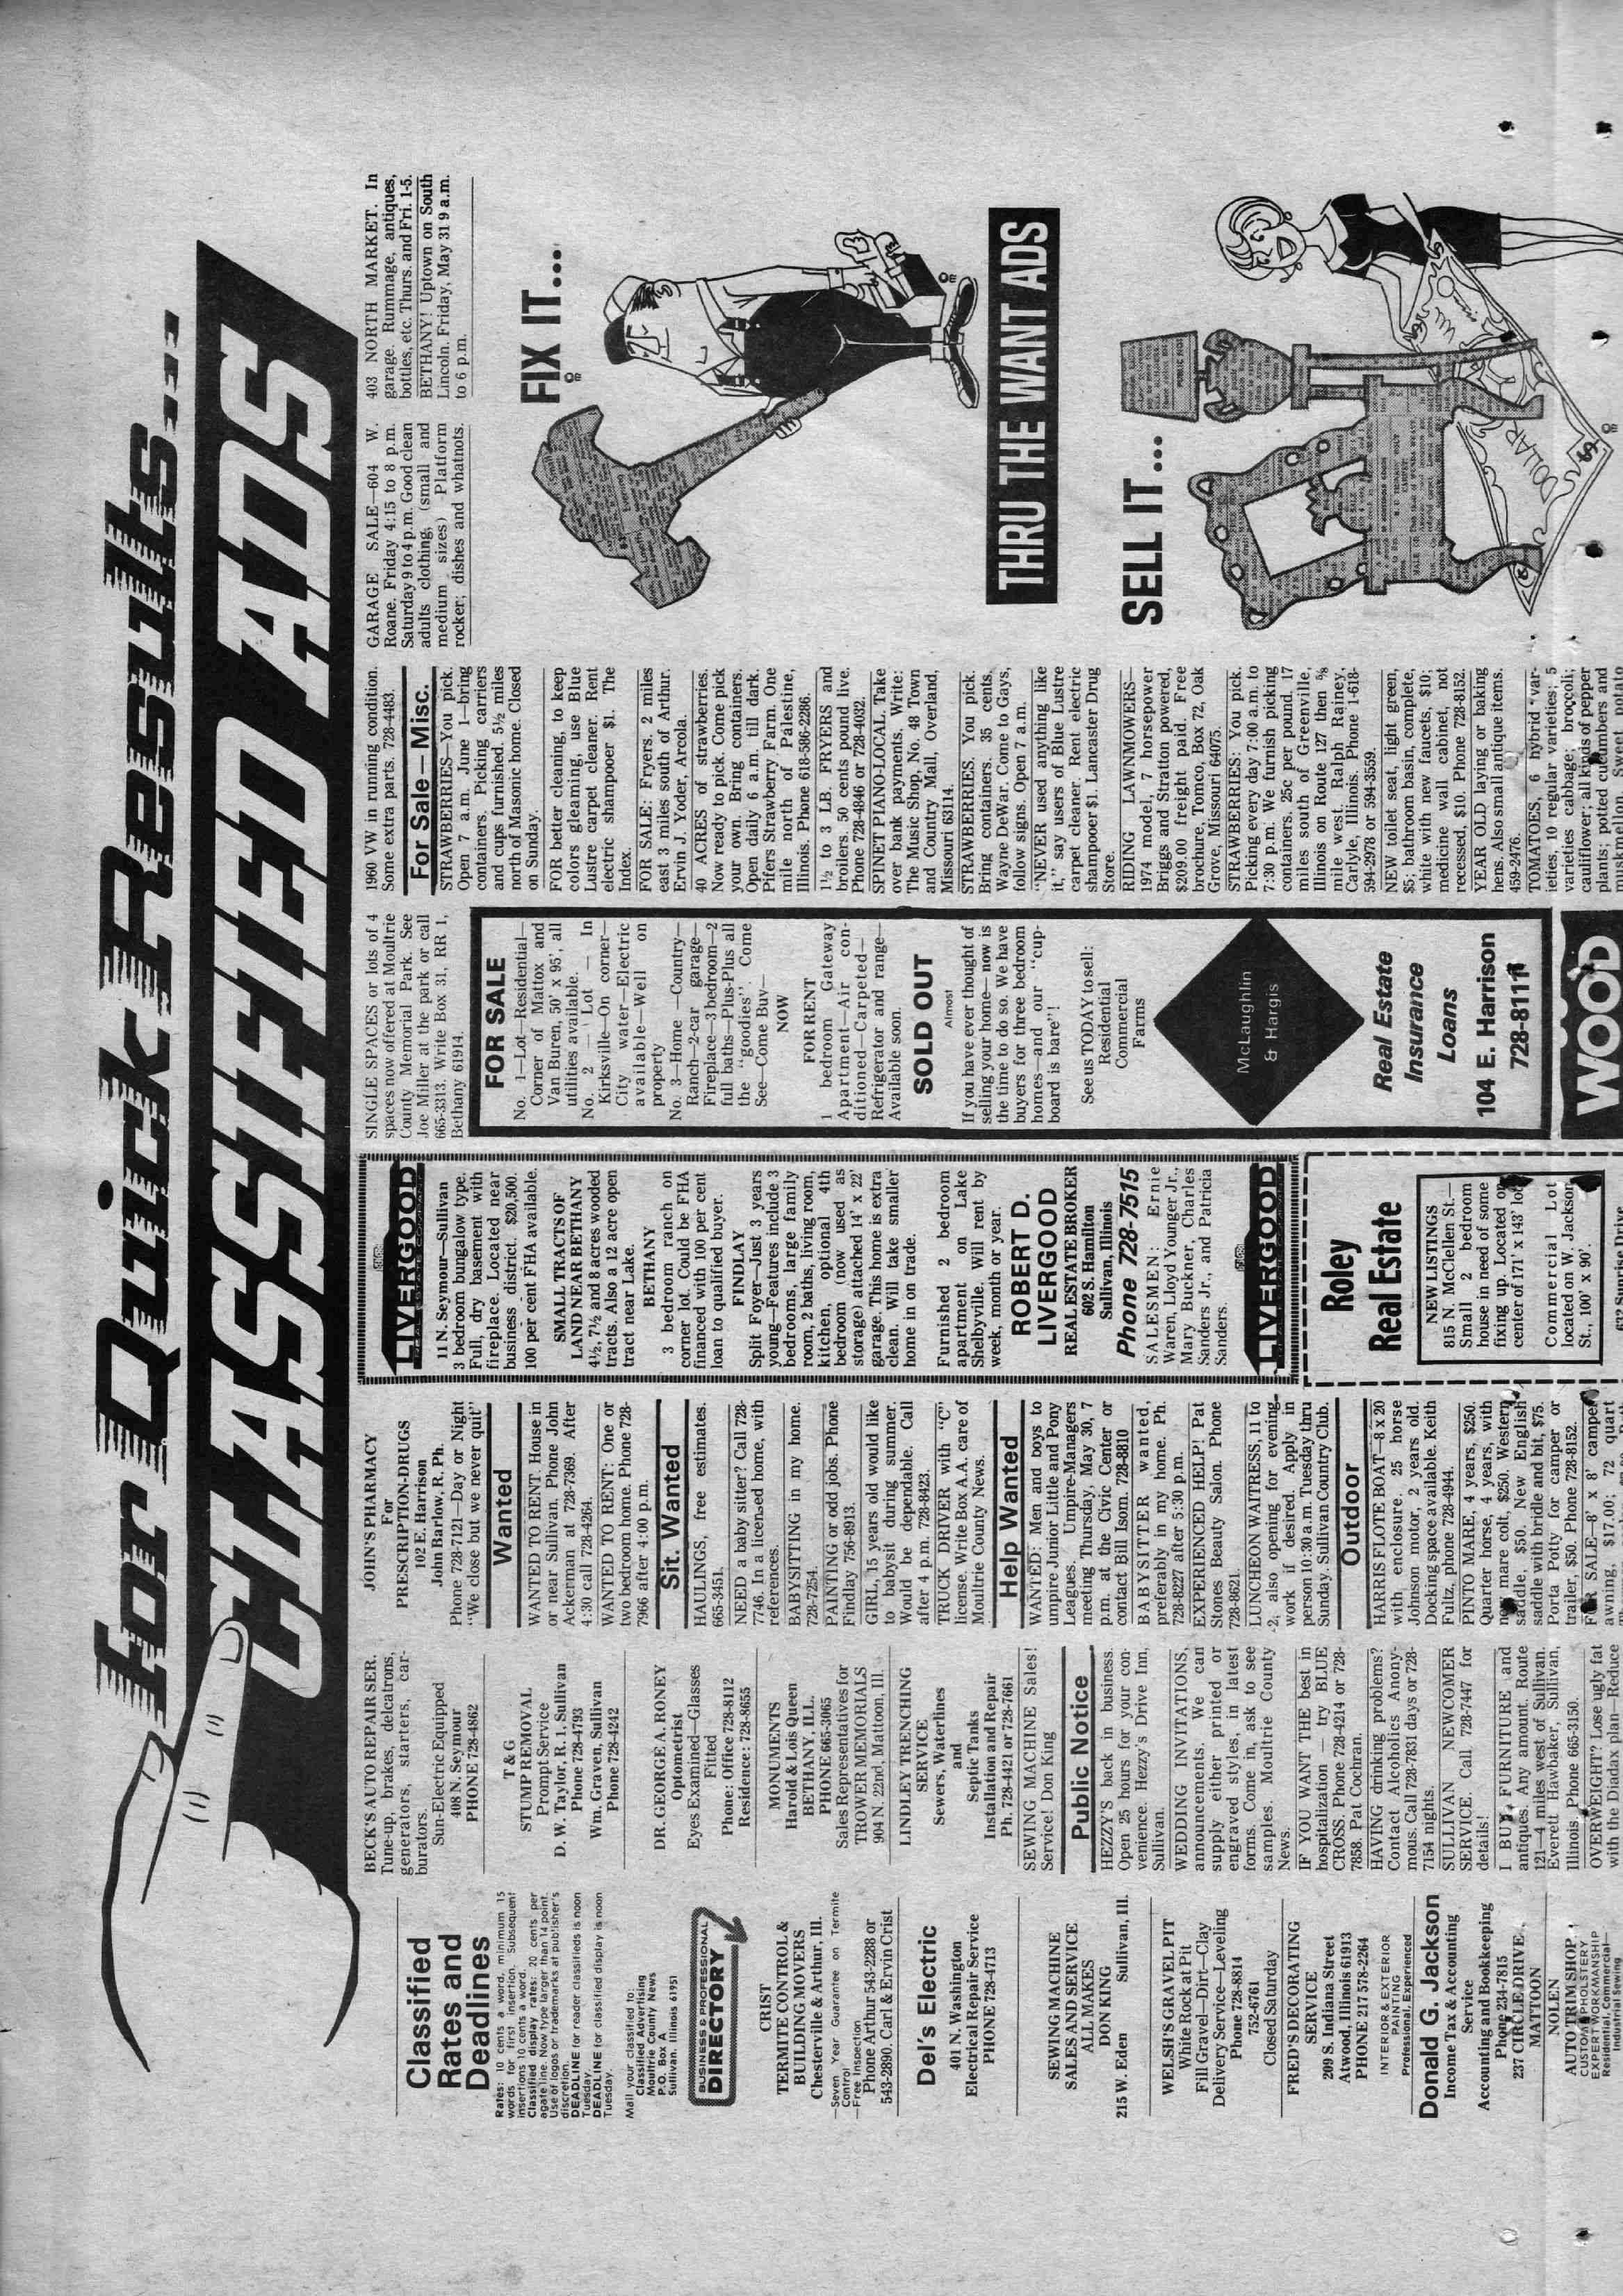 for Quick Results...
CLASSIFIED ADS
Classified
Rates and
Deadlines
Rates: 10 cents a word, minimum 15
words for first insertion. Subsequent
insertions 10 cents a word.
Classified display rates: 20 cents per
agate line. Now type larger than 14 point.
Use of logos or trademarks at publisher's
discretion.
DEADLINE for reader classifieds is noon
Tuesday.
DEADLINE for classified display is noon
Tuesday.
Mail your classified to:
Classified Advertising
Moultrie County News
P.O. Box A
Sullivan, Illinois 61951
BUSINESS & PROFESSIONAL
DIRECTORY
CRIST
TERMITE CONTROL &
BUILDING MOVERS
Chesterville & Arthur, Ill.
—Seven Year Guarantee on Termite
Control
—Free Inspection
Phone Arthur 543-2288 or
543-2890. Carl & Ervin Crist
Del's Electric
401 N. Washington
Electrical Repair Service
PHONE 728-4713
SEWING MACHINE
SALES AND SERVICE
ALL MAKES
DON KING
215 W. Eden Sullivan, Ill.
WELSH'S GRAVEL PIT
White Rock at Pit
Fill Gravel—Dirt—Clay
Delivery Service—Leveling
Phone 728-8814
752-6761
Closed Saturday
FRED'S DECORATING
SERVICE
209 S. Indiana Street
Atwood, Illinois 61913
PHONE 217 578-2264
INTERIOR & EXTERIOR
PAINTING
Professional, Experienced
Donald G. Jackson
Income Tax & Accounting
Service
Accounting and Bookkeeping
Phone 234-7815
237 CIRCLE DRIVE
MATTOON
NOLEN
AUTO TRIM SHOP
CUSTOM UPHOLSTERY
EXPERT WORKMANSHIP
Residential, Commercial—
Industrial Sewing
BECK'S AUTO REPAIR SER.
Tune-up, brakes, delcatrons,
generators, starters, car-
burators.
Sun-Electric Equipped
408 N. Seymour
PHONE 728-4862
T & G
STUMP REMOVAL
Prompt Service
D. W. Taylor, R. 1, Sullivan
Phone 728-4793
Wm. Graven, Sullivan
Phone 728-4242
DR. GEORGE A. RONEY
Optometrist
Eyes Examined—Glasses
Fitted
Phone: Office 728-8112
Residence: 728-8655
MONUMENTS
Harold & Lois Queen
BETHANY, ILL.
PHONE 665-3065
Sales Representatives for
TROWER MEMORIALS
904 N. 22nd, Mattoon, Ill.
LINDLEY TRENCHING
SERVICE
Sewers, Waterlines
and
Septic Tanks
Installation and Repair
Ph. 728-4421 or 728-7661
SEWING MACHINE Sales!
Service! Don King
Public Notice
HEZZY'S back in business.
Open 25 hours for your con-
venience. Hezzy's Drive Inn,
Sullivan.
WEDDING INVITATIONS,
announcements. We can
supply either printed or
engraved styles, in latest
forms. Come in, ask to see
samples. Moultrie County
News.
IF YOU WANT THE best in
hospitalization — try BLUE
CROSS. Phone 728-4214 or 728-
7858. Pat Cochran.
HAVING drinking problems?
Contact Alcoholics Anony-
mous. Call 728-7831 days or 728-
7154 nights.
SULLIVAN NEWCOMER
SERVICE. Call 728-7447 for
details!
I BUY FURNITURE and
antiques. Any amount. Route
121—4 miles west of Sullivan.
Everett Hawbaker, Sullivan,
Illinois. Phone 665-3150.
OVERWEIGHT? Lose ugly fat
with the Diadax plan—Reduce
JOHN'S PHARMACY
For
PRESCRIPTON-DRUGS
102 E. Harrison
John Barlow, R. Ph.
Phone 728-7121—Day or Night
"We close but we never quit"
Wanted
WANTED TO RENT: House in
or near Sullivan. Phone John
Ackerman at 728-7369. After
4:30 call 728-4264.
WANTED TO RENT: One or
two bedroom home. Phone 728-
7966 after 4:00 p.m.
Sit. Wanted
HAULINGS, free estimates.
665-3451.
NEED a baby sitter? Call 728-
7746. In a licensed home, with
references.
BABYSITTING in my home.
728-7254.
PAINTING or odd jobs. Phone
Findlay 756-8913.
GIRL, 15 years old would like
to babysit during summer.
Would be dependable. Call
after 4 p.m. 728-8423.
TRUCK DRIVER with "C"
license. Write Box A.A. care of
Moultrie County News.
Help Wanted
WANTED: Men and boys to
umpire Junior Little and Pony
Leagues. Umpire-Managers
meeting Thursday, May 30, 7
p.m. at the Civic Center or
contact Bill Isom. 728-8810
BABYSITTER wanted,
preferably in my home. Ph.
728-8227 after 5:30 p.m.
EXPERIENCED HELP! Pat
Stones Beauty Salon. Phone
728-8621.
LUNCHEON WAITRESS, 11 to
2, also opening for evening
work if desired. Apply in
person 10:30 a.m. Tuesday thru
Sunday. Sullivan Country Club.
Outdoor
HARRIS FLOTE BOAT—8 x 20
with enclosure. 25 horse
Johnson motor, 2 years old.
Docking space available. Keith
Fultz, phone 728-4944.
PINTO MARE, 4 years, $250.
Quarter horse, 4 years, with
new mare colt, $250. Western
saddle, $50. New English
saddle with bridle and bit, $75.
Porta Potty for camper or
trailer, $50. Phone 728-8152.
FOR SALE—8' x 8' camper
awning, $17.00; 72 quart
LIVERGOOD
11 N. Seymour—Sullivan
3 bedroom bungalow type.
Full, dry basement with
fireplace. Located near
business district. $20,500.
100 per cent FHA available.
SMALL TRACTS OF
LAND NEAR BETHANY
4½, 7½ and 8 acres wooded
tracts. Also a 12 acre open
tract near Lake.
BETHANY
3 bedroom ranch on
corner lot. Could be FHA
financed with 100 per cent
loan to qualified buyer.
FINDLAY
Split Foyer—Just 3 years
young—Features include 3
bedrooms, large family
room, 2 baths, living room,
kitchen, optional 4th
bedroom (now used as
storage) attached 14' x 22'
garage. This home is extra
clean. Will take smaller
home in on trade.
Furnished 2 bedroom
apartment on Lake
Shelbyville. Will rent by
week, month or year.
ROBERT D.
LIVERGOOD
REAL ESTATE BROKER
602 S. Hamilton
Sullivan, Illinois
Phone 728-7515
SALESMEN: Ernie
Waren, Lloyd Younger Jr.,
Mary Buckner, Charles
Sanders Jr., and Patricia
Sanders.
LIVERGOOD
Roley
Real Estate
NEW LISTINGS
815 N. McClellen St.—
Small 2 bedroom
house in need of some
fixing up. Located on
center of 171' x 143' lot.
Commercial Lot
located on W. Jackson
St., 100' x 90'.
632 Sunrise Drive
SINGLE SPACES or lots of 4
spaces now offered at Moultrie
County Memorial Park. See
Joe Miller at the park or call
665-3313. Write Box 31, RR 1,
Bethany 61914.
FOR SALE
No. 1—Lot—Residential—
Corner of Mattox and
Van Buren, 50' x 95', all
utilities available.
No. 2 — Lot — In
Kirksville—On corner—
City water—Electric
available—Well on
property
No. 3—Home—Country—
Ranch—2-car garage—
Fireplace—3 bedroom—2
full baths—Plus-Plus all
the "goodies". Come
See—Come Buy—
NOW
FOR RENT
1 bedroom Gateway
Apartment—Air con-
ditioned—Carpeted—
Refrigerator and range—
Available soon.
SOLD OUT
Almost
If you have ever thought of
selling your home— now is
the time to do so. We have
buyers for three bedroom
homes—and our "cup-
board is bare"!
See us TODAY to sell:
Residential
Commercial
Farms
McLaughlin
& Hargis
Real Estate
Insurance
Loans
104 E. Harrison
728-8111
WOOD
1960 VW in running condition.
Some extra parts. 728-4483.
For Sale—Misc.
STRAWBERRIES—You pick.
Open 7 a.m. June 1—bring
containers. Picking carriers
and cups furnished. 5½ miles
north of Masonic home. Closed
on Sunday.
FOR better cleaning, to keep
colors gleaming, use Blue
Lustre carpet cleaner. Rent
electric shampooer $1. The
Index.
FOR SALE: Fryers. 2 miles
east 3 miles south of Arthur.
Ervin J. Yoder, Arcola.
40 ACRES of strawberries.
Now ready to pick. Come pick
your own. Bring containers.
Open daily 6 a.m. till dark.
Pifers Strawberry Farm. One
mile north of Palestine,
Illinois. Phone 618-586-2286.
1½ to 3 LB. FRYERS and
broilers. 50 cents pound live.
Phone 728-4846 or 728-4032.
SPINET PIANO-LOCAL. Take
over bank payments. Write:
The Music Shop, No. 48 Town
and Country Mall, Overland,
Missouri 63114.
STRAWBERRIES. You pick.
Bring containers. 35 cents,
Wayne DeWar. Come to Gays,
follow signs. Open 7 a.m.
"NEVER used anything like
it," say users of Blue Lustre
carpet cleaner. Rent electric
shampooer $1. Lancaster Drug
Store.
RIDING LAWNMOWERS—
1974 model, 7 horsepower
Briggs and Stratton powered,
$209.00 freight paid. Free
brochure, Tomco, Box 72, Oak
Grove, Missouri 64075.
STRAWBERRIES: You pick.
Picking every day 7:00 a.m. to
7:30 p.m. We furnish picking
containers. 25c per pound. 17
miles south of Greenville,
Illinois on Route 127 then ⅝
mile west. Ralph Rainey,
Carlyle, Illinois. Phone 1-618-
594-2978 or 594-3559.
NEW toilet seat, light green,
$5; bathroom basin, complete,
white with new faucets, $10;
medicine wall cabinet, not
recessed, $10. Phone 728-8152.
YEAR OLD laying or baking
hens. Also small antique items.
459-2476.
TOMATOES, 6 hybrid var-
ieties, 10 regular varieties; 5
varieties cabbage; broccoli;
cauliflower; all kinds of pepper
plants; potted cucumbers and
muskmellon. Sweet potato
GARAGE SALE—604 W.
Roane. Friday 4:15 to 8 p.m.
Saturday 9 to 4 p.m. Good clean
adults clothing, (small and
medium sizes) Platform
rocker; dishes and whatnots.
403 NORTH MARKET. In
garage. Rummage, antiques,
bottles, etc. Thurs. and Fri. 1-5.
BETHANY! Uptown on South
Lincoln. Friday, May 31 9 a.m.
to 6 p.m.
FIX IT...
THRU THE WANT ADS
SELL IT...
PUBLIC NOTICE
DOLLAR